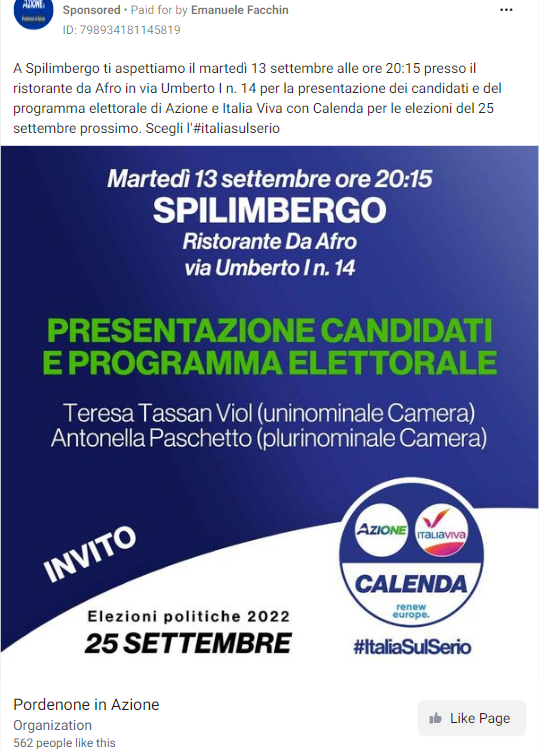 AZIONE
Pordenone in Azione
Sponsored • Paid for by Emanuele Facchin
ID: 798934181145819
A Spilimbergo ti aspettiamo il martedì 13 settembre alle ore 20:15 presso il
ristorante da Afro in via Umberto I n. 14 per la presentazione dei candidati e del
programma elettorale di Azione e Italia Viva con Calenda per le elezioni del 25
settembre prossimo. Scegli l'#italiasulserio
Martedì 13 settembre ore 20:15
SPILIMBERGO
Ristorante Da Afro
via Umberto I n. 14
PRESENTAZIONE CANDIDATI
E PROGRAMMA ELETTORALE
Teresa Tassan Viol (uninominale Camera)
Antonella Paschetto (plurinominale Camera)
INVITO
AZIONE
ITALIAVIVA
CALENDA
renew
europe.
Elezioni politiche 2022
25 SETTEMBRE
#ItaliaSulSerio
Pordenone in Azione
Organization
562 people like this
Like Page